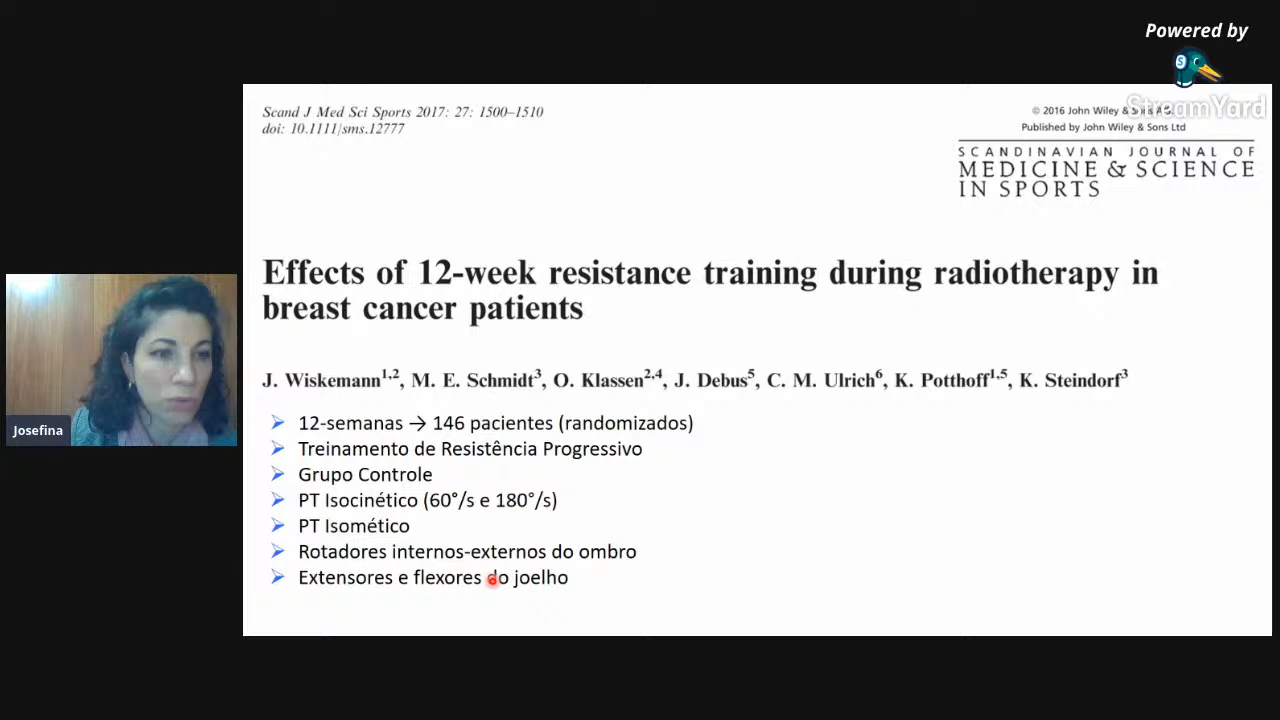 Powered by
StreamYard
Scand J Med Sci Sports 2017: 27: 1500–1510
doi: 10.1111/sms.12777
© 2016 John Wiley & Sons A/S.
Published by John Wiley & Sons Ltd
SCANDINAVIAN JOURNAL OF
MEDICINE & SCIENCE
IN SPORTS
Effects of 12-week resistance training during radiotherapy in
breast cancer patients
J. Wiskemann1,2, M. E. Schmidt3, O. Klassen2,4, J. Debus5, C. M. Ulrich6, K. Potthoff1,5, K. Steindorf3
➢ 12-semanas → 146 pacientes (randomizados)
➢ Treinamento de Resistência Progressivo
➢ Grupo Controle
➢ PT Isocinético (60°/s e 180°/s)
➢ PT Isomético
➢ Rotadores internos-externos do ombro
➢ Extensores e flexores do joelho
Josefina